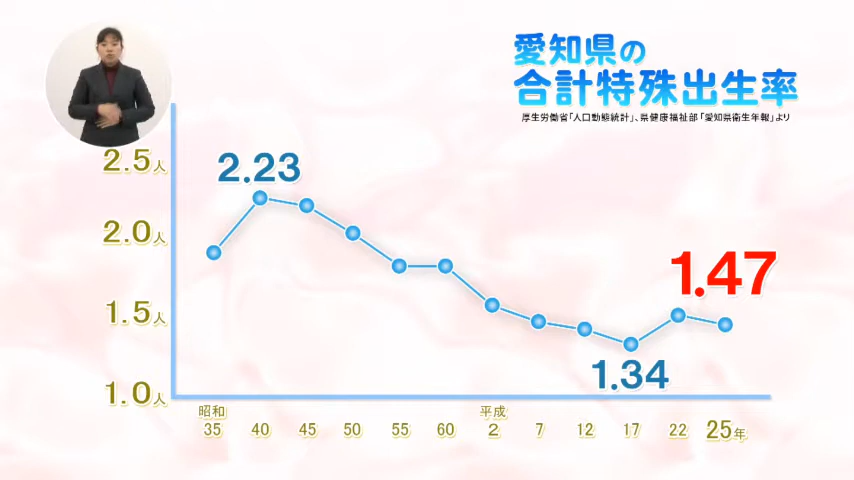 愛知県の
合計特殊出生率
厚生労働省「人口動態統計」、県健康福祉部「愛知県衛生年報」より
2.5人
2.23
2.0人
1.47
1.5人
1.34
1.0人
昭和 平成
35 40 45 50 55 60 2 7 12 17 22 25年